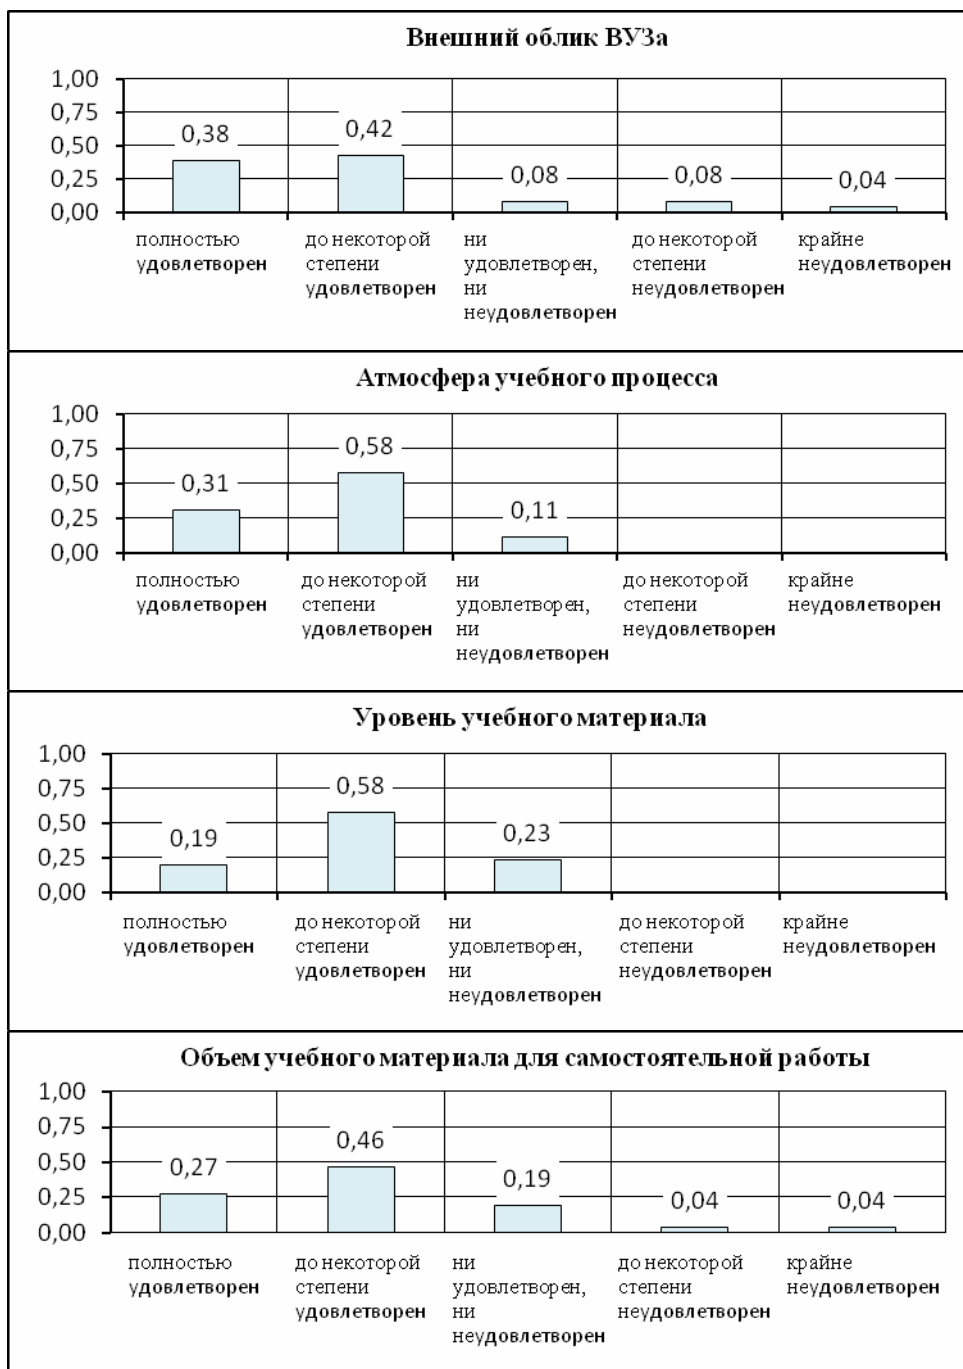 Внешний облик ВУЗа
1,00
0,75
0,50
0,25
0,00
0,38
0,42
0,08
0,08
0,04
полностью
удовлетворен
до некоторой
степени
удовлетворен
ни
удовлетворен,
ни
неудовлетворен
до некоторой
степени
неудовлетворен
крайне
неудовлетворен
Атмосфера учебного процесса
1,00
0,75
0,50
0,25
0,00
0,31
0,58
0,11
полностью
удовлетворен
до некоторой
степени
удовлетворен
ни
удовлетворен,
ни
неудовлетворен
до некоторой
степени
неудовлетворен
крайне
неудовлетворен
Уровень учебного материала
1,00
0,75
0,50
0,25
0,00
0,19
0,58
0,23
полностью
удовлетворен
до некоторой
степени
удовлетворен
ни
удовлетворен,
ни
неудовлетворен
до некоторой
степени
неудовлетворен
крайне
неудовлетворен
Объем учебного материала для самостоятельной работы
1,00
0,75
0,50
0,25
0,00
0,27
0,46
0,19
0,04
0,04
полностью
удовлетворен
до некоторой
степени
удовлетворен
ни
удовлетворен,
ни
неудовлетворен
до некоторой
степени
неудовлетворен
крайне
неудовлетворен